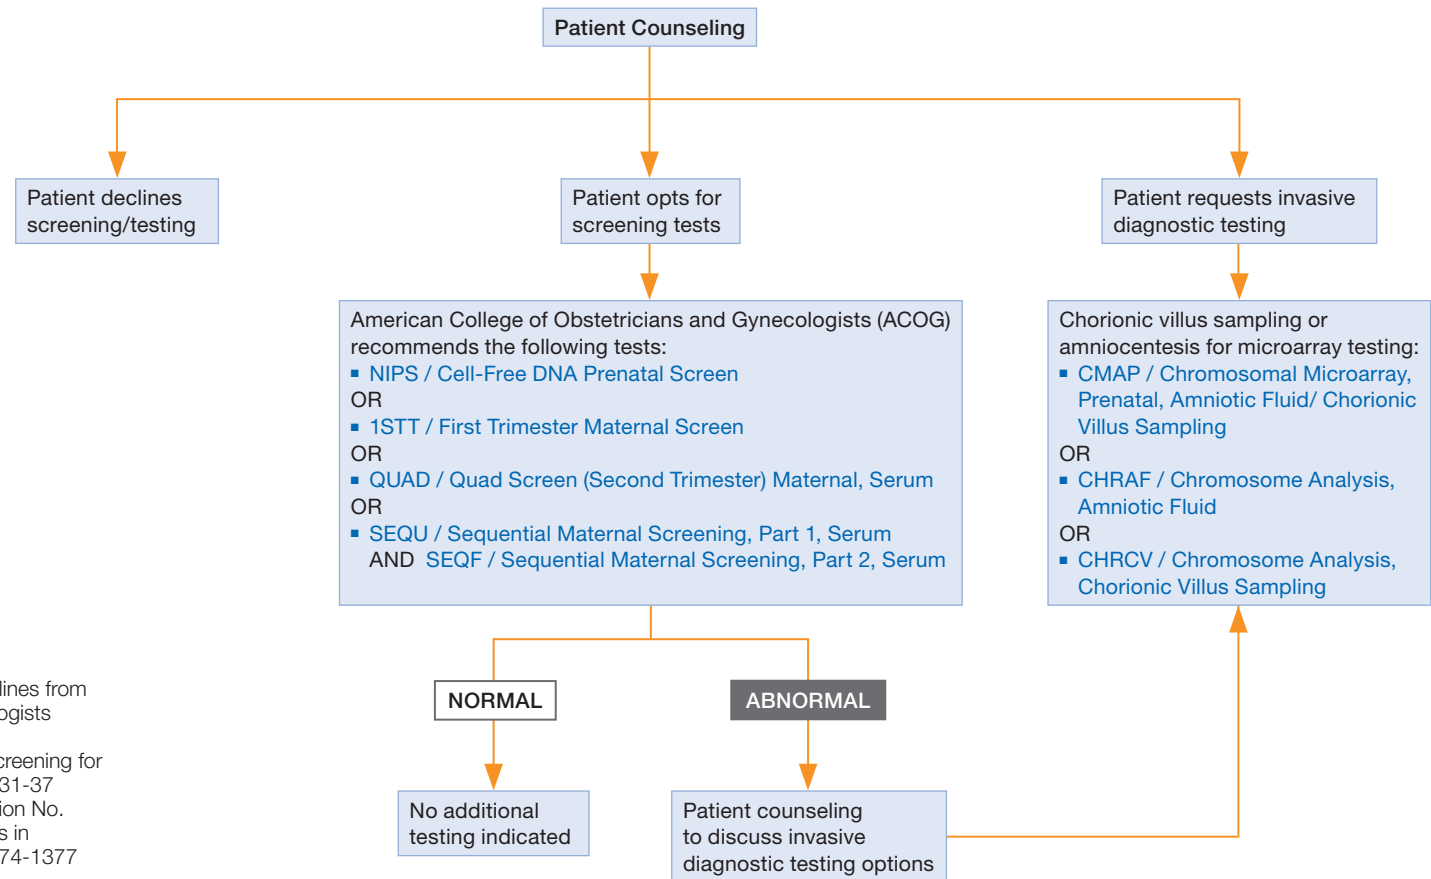 Patient Counseling
Patient declines
screening/testing
Patient opts for
screening tests
Patient requests invasive
diagnostic testing
American College of Obstetricians and Gynecologists (ACOG)
recommends the following tests:
▪ NIPS / Cell-Free DNA Prenatal Screen
OR
▪ 1STT / First Trimester Maternal Screen
OR
▪ QUAD / Quad Screen (Second Trimester) Maternal, Serum
OR
▪ SEQU / Sequential Maternal Screening, Part 1, Serum
AND SEQF / Sequential Maternal Screening, Part 2, Serum
Chorionic villus sampling or
amniocentesis for microarray testing:
▪ CMAP / Chromosomal Microarray,
Prenatal, Amniotic Fluid/ Chorionic
Villus Sampling
OR
▪ CHRAF / Chromosome Analysis,
Amniotic Fluid
OR
▪ CHRCV / Chromosome Analysis,
Chorionic Villus Sampling
NORMAL
ABNORMAL
No additional
testing indicated
Patient counseling
to discuss invasive
diagnostic testing options
lines from
ogists
creening for
31-37
ion No.
s in
74-1377